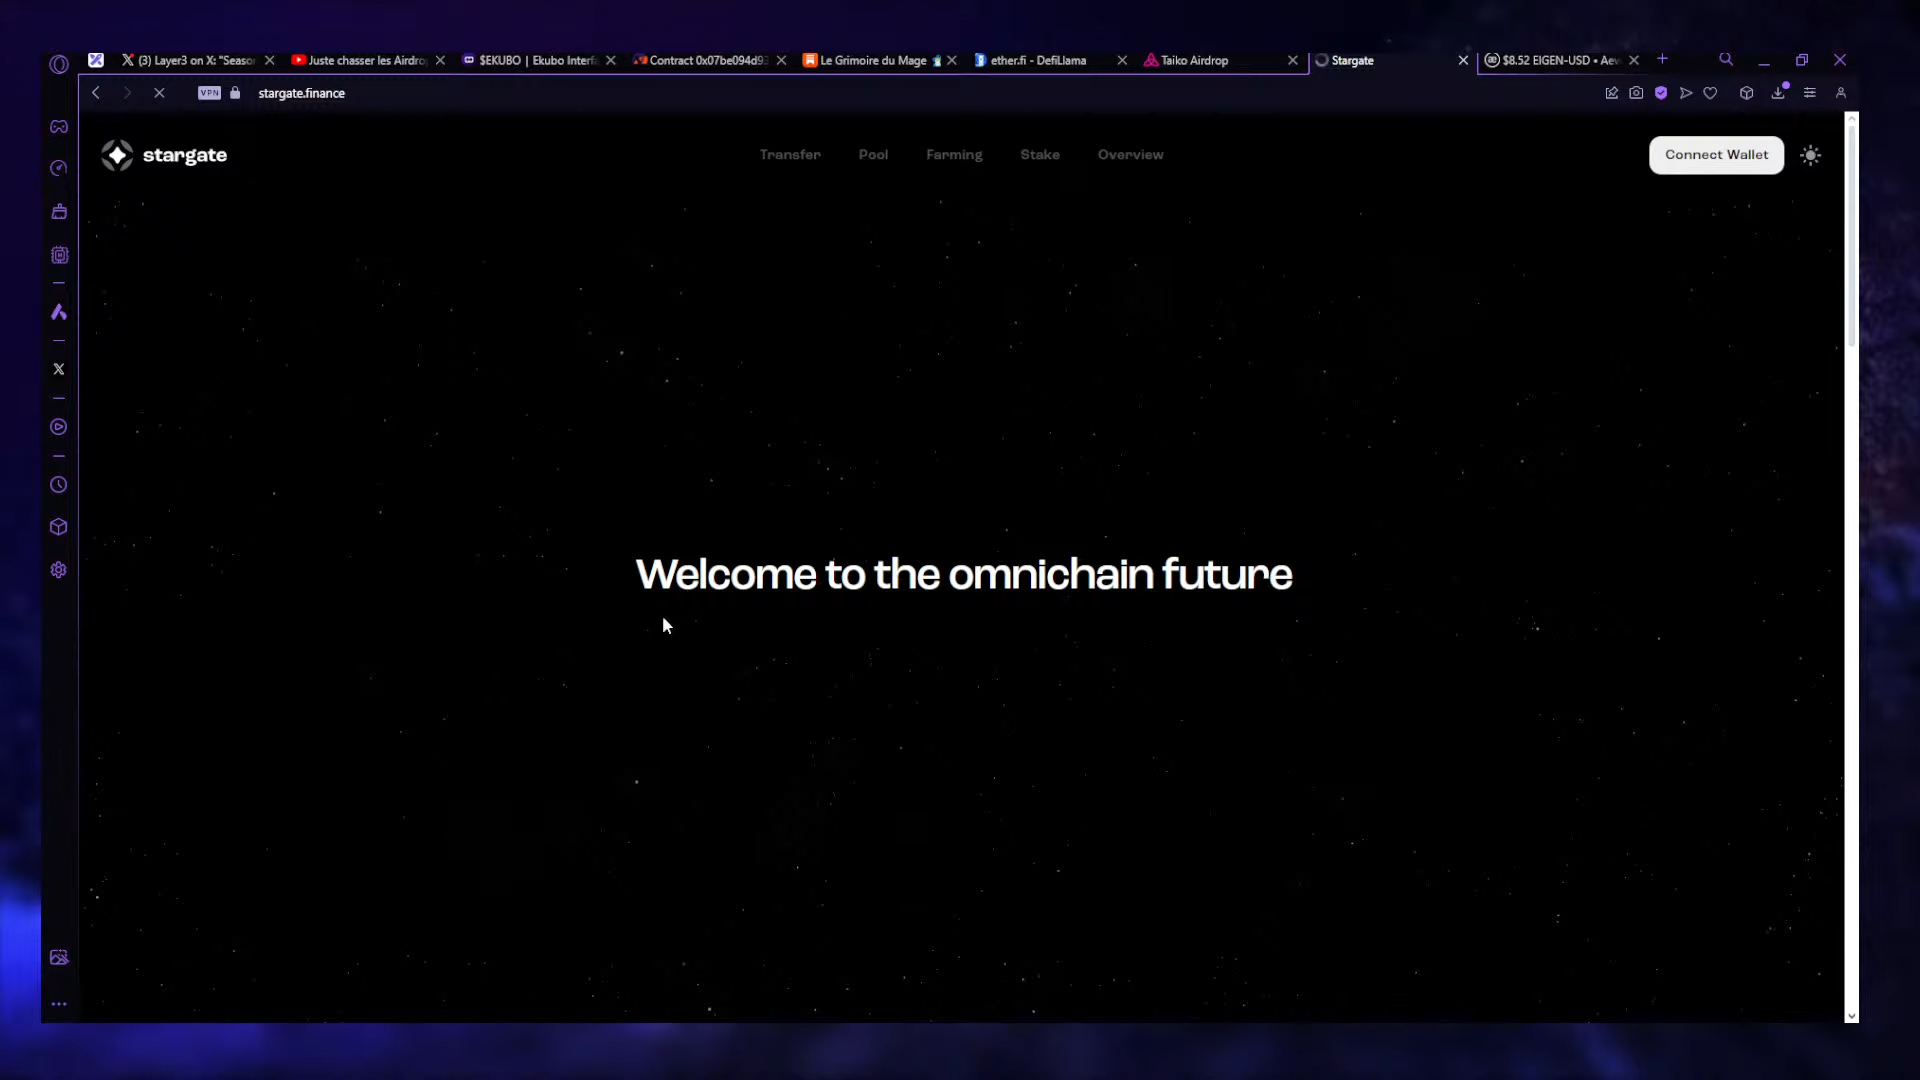 (3) Layer3 on X: "Seaso
Juste chasser les Airdro
$EKUBO | Ekubo Interf
Contract 0x07be094d93
Le Grimoire du Mage
ether.fi - DefiLlama
Taiko Airdrop
Stargate
$8.52 EIGEN-USD • Aev
VPN
stargate.finance
stargate
Transfer
Pool
Farming
Stake
Overview
Connect Wallet
Welcome to the omnichain future